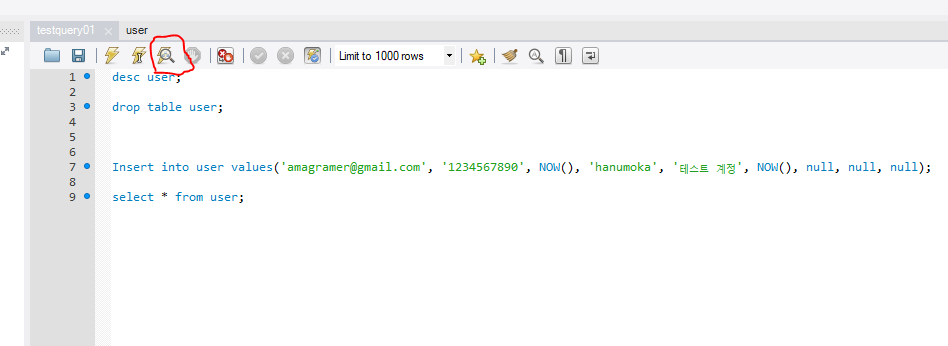 testquery01 user
Limit to 1000 rows
1 desc user;
2
3 drop table user;
4
5
6
7 Insert into user values('amagramer@gmail.com', '1234567890', NOW(), 'hanumoka', '테스트 계정', NOW(), null, null, null);
8
9 select * from user;